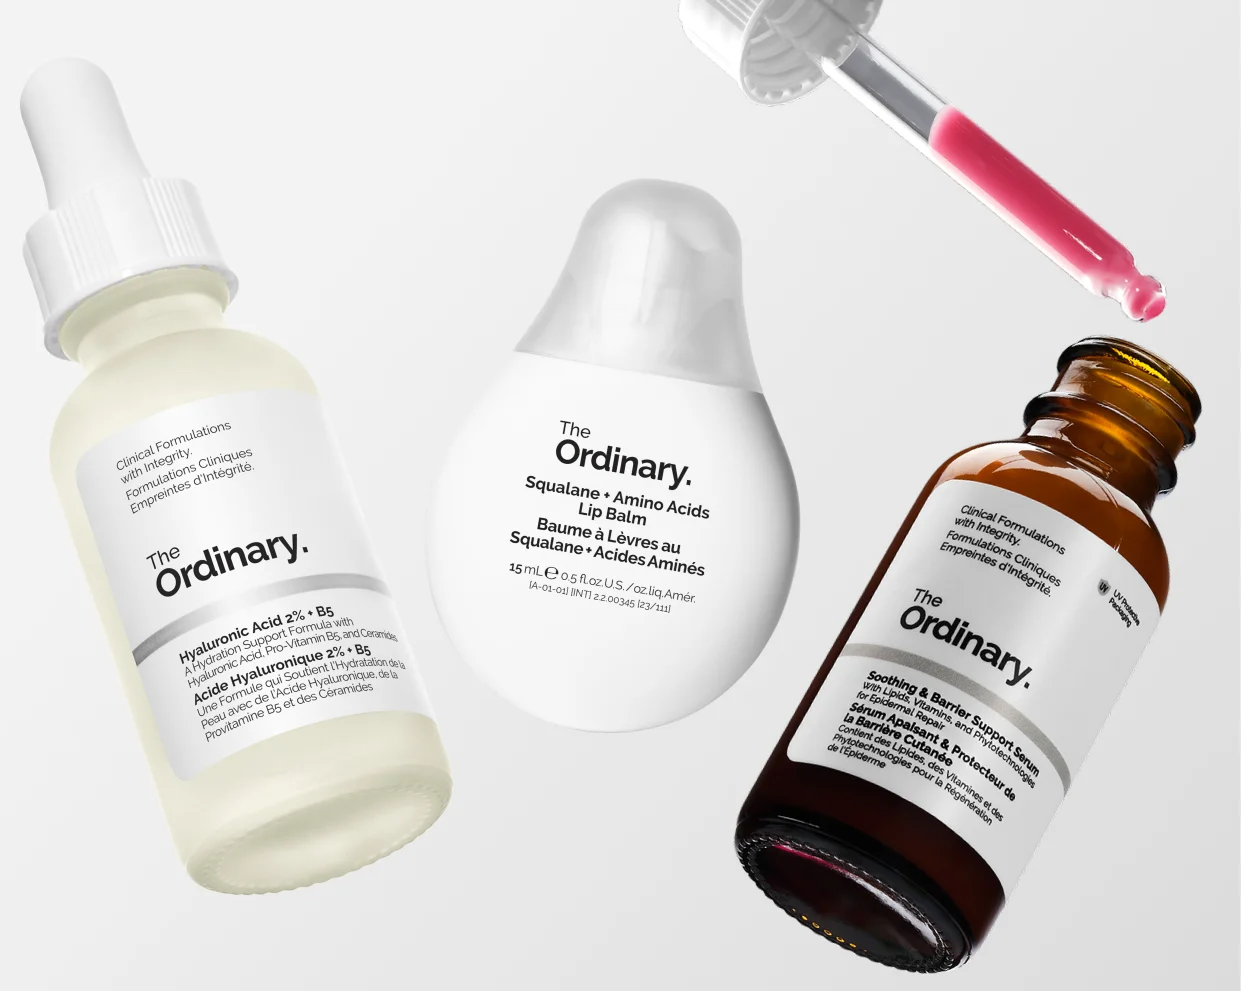 Clinical Formulations
with Integrity.
Formulations Cliniques
Empreintes d'Intégrité.
The
Ordinary.
Hyaluronic Acid 2% + B5
A Hydration Support Formula with
Hyaluronic Acid, Pro-Vitamin B5, and Ceramides
Acide Hyaluronique 2% + B5
Une Formule qui Soutient l'Hydratation de la
Peau avec de l'Acide Hyaluronique, de la
Provitamine B5 et des Céramides
The
Ordinary.
Squalane + Amino Acids
Lip Balm
Baume à Lèvres au
Squalane + Acides Aminés
15 mL ℮ 0.5 fl.oz.U.S./oz.liq.Amér.
[A-01-01] [INT] 2.2.00345 [23/111]
Clinical Formulations
with Integrity.
Formulations Cliniques
Empreintes d'Intégrité.
UV
UV Protective
Packaging
The
Ordinary.
Soothing & Barrier Support Serum
with Lipids, Vitamins, and Phytotechnologies
for Epidermal Repair
Sérum Apaisant & Protecteur de
la Barrière Cutanée
Contient des Lipides, des Vitamines et des
Phytotechnologies pour la Régénération
de l'Épiderme